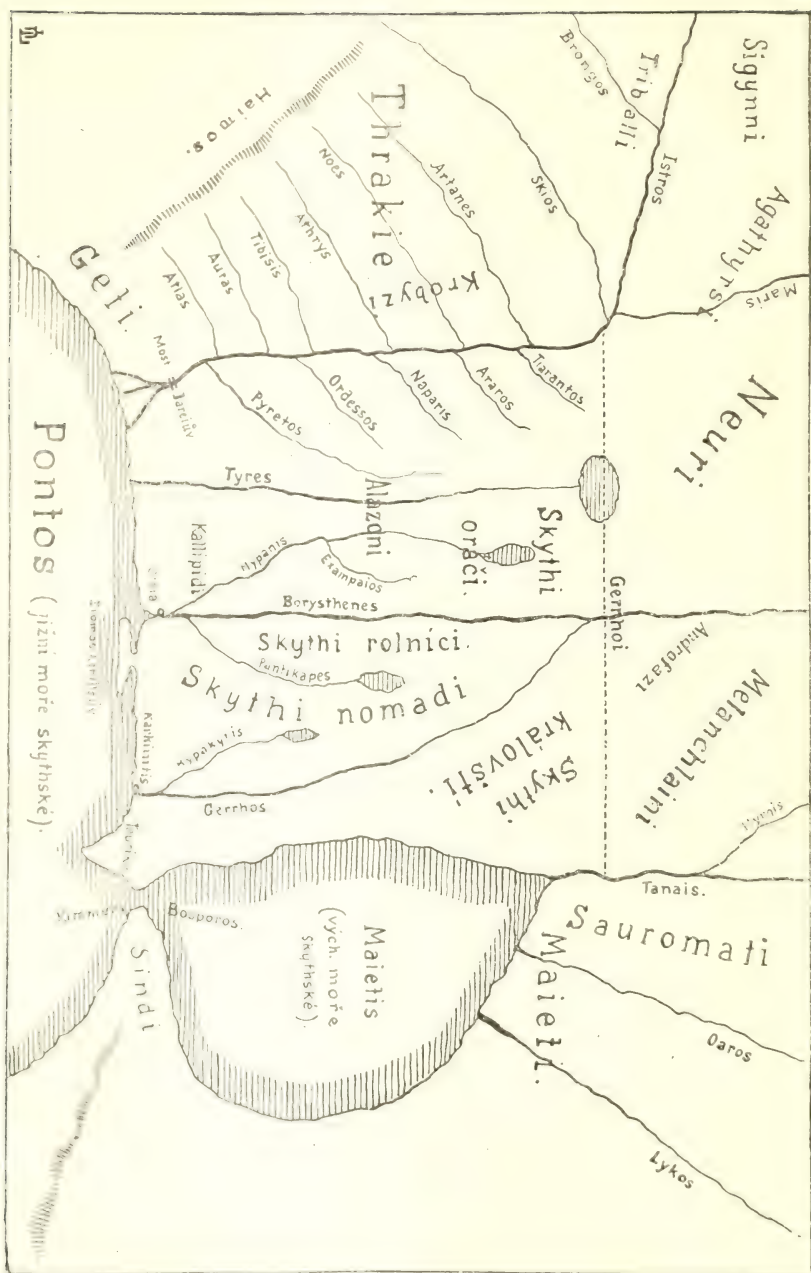 Sigynni
Agathyrsi
Maris
Neuri
Triballi
Brongos
Istros
Skios
Thrakie
Haimos.
Krobyzi.
Artanes
Noes
Athrys
Tibisis
Auras
Atlas
Geti.
Tiarantos
Araros
Naparis
Ordessos
Pyretos
Most Dareiův
Tyres
Alazoni
Skythi
oráči.
Kallipidi
Hypanis
Exampaios
Borysthenes
Gerrhoi
Androfazi
Melanchlaini
Skythi rolníci.
Pantikapes
Skythi nomadi
Skythi
královští.
Hypakyris
Gerrhos
Karkinitis
Pontos (jižní moře skythské).
Maietis
(vých. moře
skythské).
Bosporos.
Sindi
Tanais.
Sauromati
Maieti.
Oaros
Lykos